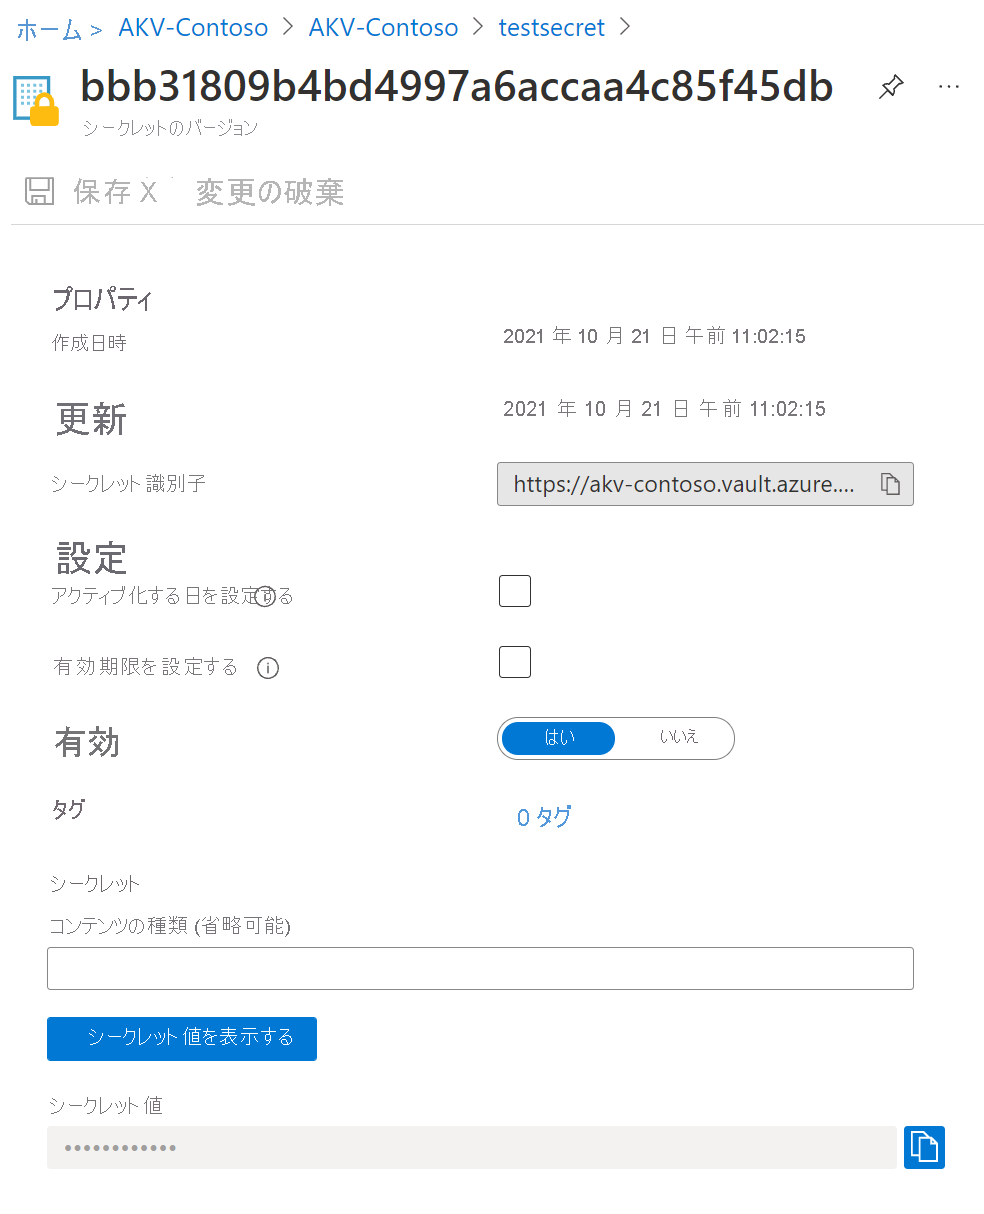 ホーム > AKV-Contoso > AKV-Contoso > testsecret >
bbb31809b4bd4997a6accaa4c85f45db
シークレットのバージョン
保存 X 変更の破棄
プロパティ
作成日時 2021 年 10 月 21 日 午前 11:02:15
更新 2021 年 10 月 21 日 午前 11:02:15
シークレット識別子 https://akv-contoso.vault.azure....
設定
アクティブ化する日を設定する
有効期限を設定する
有効 はい いいえ
タグ 0 タグ
シークレット
コンテンツの種類 (省略可能)
シークレット値を表示する
シークレット値
••••••••••••